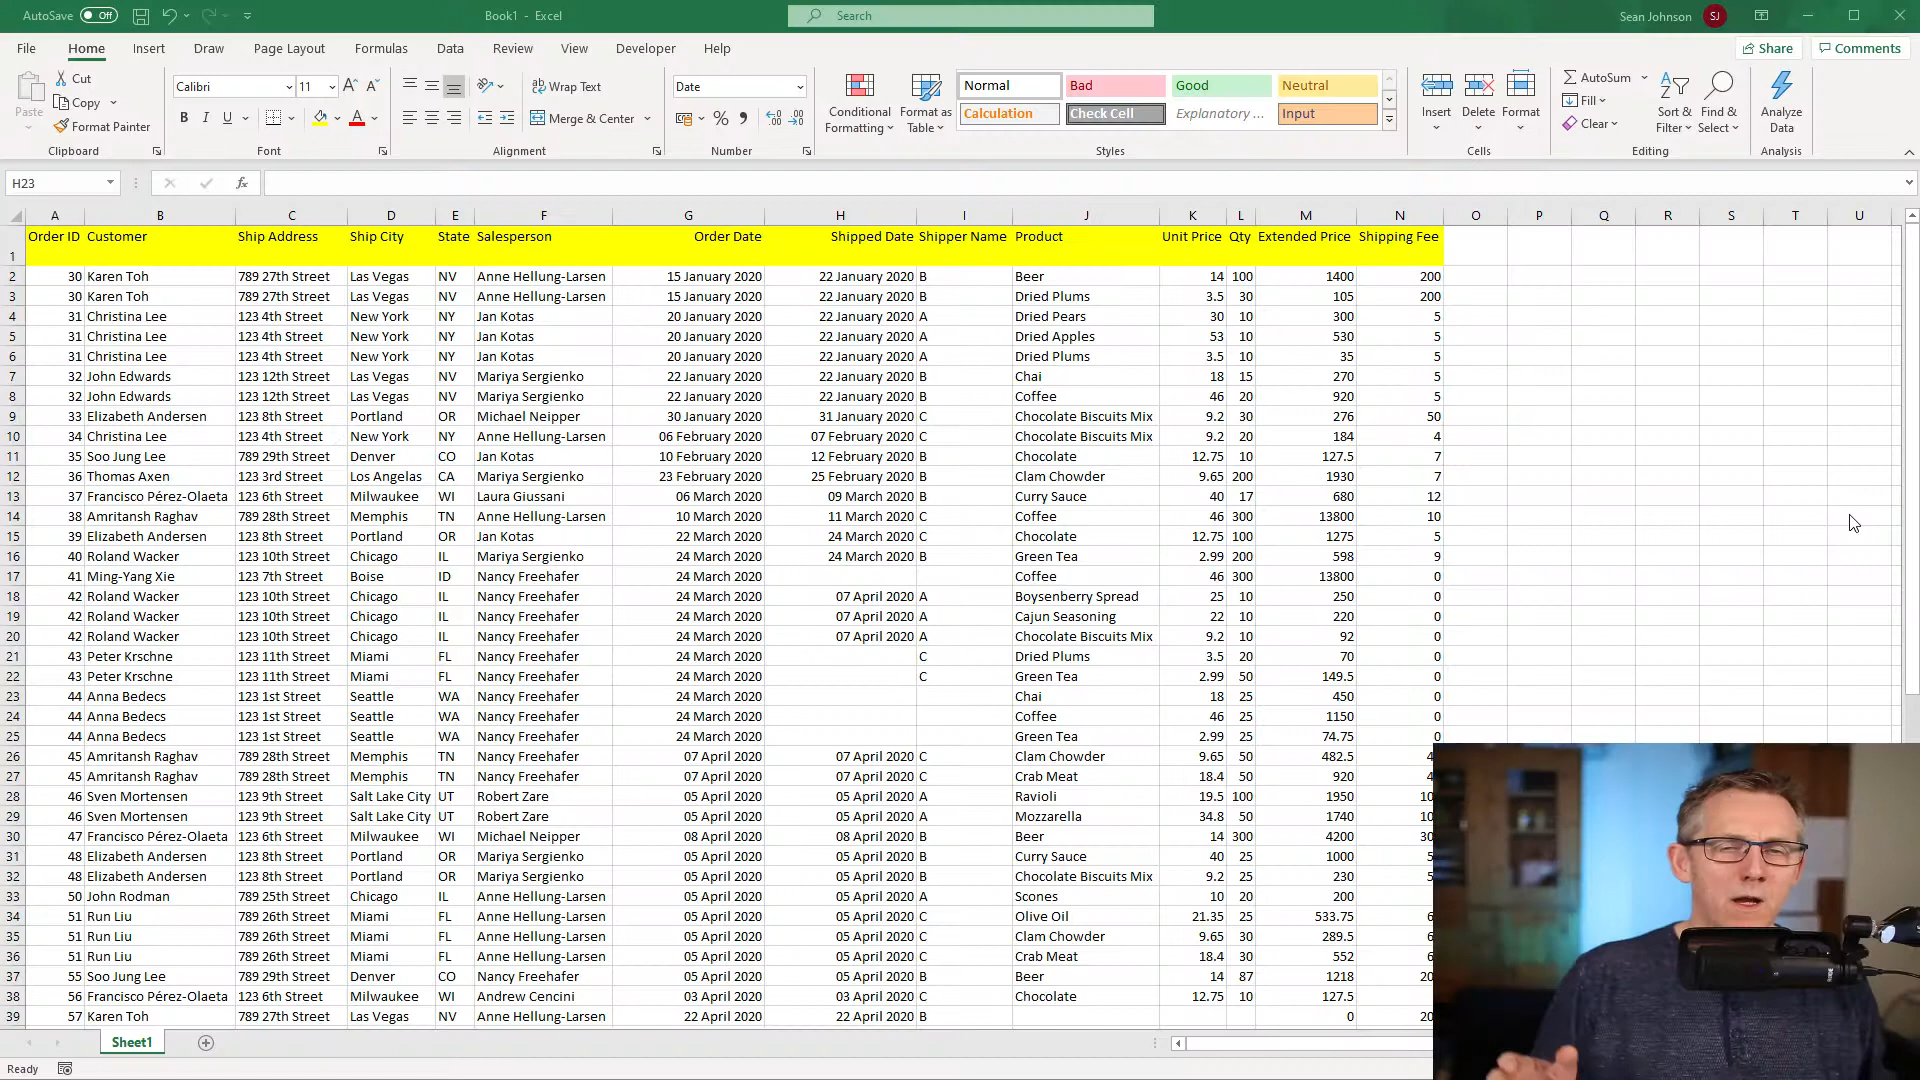 AutoSave Off Book1 - Excel Search Sean Johnson SJ
File Home Insert Draw Page Layout Formulas Data Review View Developer Help Share Comments
Paste Cut Copy Format Painter
Calibri 11 B I U A
Wrap Text Merge & Center
Date % 9
Conditional Formatting Format as Table
Normal Bad Good Neutral
Calculation Check Cell Explanatory ... Input
Insert Delete Format
AutoSum Fill Clear Sort & Filter Find & Select Analyze Data
Clipboard Font Alignment Number Styles Cells Editing Analysis
H23 fx
A B C D E F G H I J K L M N O P Q R S T U
1 Order ID Customer Ship Address Ship City State Salesperson Order Date Shipped Date Shipper Name Product Unit Price Qty Extended Price Shipping Fee
2 30 Karen Toh 789 27th Street Las Vegas NV Anne Hellung-Larsen 15 January 2020 22 January 2020 B Beer 14 100 1400 200
3 30 Karen Toh 789 27th Street Las Vegas NV Anne Hellung-Larsen 15 January 2020 22 January 2020 B Dried Plums 3.5 30 105 200
4 31 Christina Lee 123 4th Street New York NY Jan Kotas 20 January 2020 22 January 2020 A Dried Pears 30 10 300 5
5 31 Christina Lee 123 4th Street New York NY Jan Kotas 20 January 2020 22 January 2020 A Dried Apples 53 10 530 5
6 31 Christina Lee 123 4th Street New York NY Jan Kotas 20 January 2020 22 January 2020 A Dried Plums 3.5 10 35 5
7 32 John Edwards 123 12th Street Las Vegas NV Mariya Sergienko 22 January 2020 22 January 2020 B Chai 18 15 270 5
8 32 John Edwards 123 12th Street Las Vegas NV Mariya Sergienko 22 January 2020 22 January 2020 B Coffee 46 20 920 5
9 33 Elizabeth Andersen 123 8th Street Portland OR Michael Neipper 30 January 2020 31 January 2020 C Chocolate Biscuits Mix 9.2 30 276 50
10 34 Christina Lee 123 4th Street New York NY Anne Hellung-Larsen 06 February 2020 07 February 2020 C Chocolate Biscuits Mix 9.2 20 184 4
11 35 Soo Jung Lee 789 29th Street Denver CO Jan Kotas 10 February 2020 12 February 2020 B Chocolate 12.75 10 127.5 7
12 36 Thomas Axen 123 3rd Street Los Angelas CA Mariya Sergienko 23 February 2020 25 February 2020 B Clam Chowder 9.65 200 1930 7
13 37 Francisco Pérez-Olaeta 123 6th Street Milwaukee WI Laura Giussani 06 March 2020 09 March 2020 B Curry Sauce 40 17 680 12
14 38 Amritansh Raghav 789 28th Street Memphis TN Anne Hellung-Larsen 10 March 2020 11 March 2020 C Coffee 46 300 13800 10
15 39 Elizabeth Andersen 123 8th Street Portland OR Jan Kotas 22 March 2020 24 March 2020 C Chocolate 12.75 100 1275 5
16 40 Roland Wacker 123 10th Street Chicago IL Mariya Sergienko 24 March 2020 24 March 2020 B Green Tea 2.99 200 598 9
17 41 Ming-Yang Xie 123 7th Street Boise ID Nancy Freehafer 24 March 2020 Coffee 46 300 13800 0
18 42 Roland Wacker 123 10th Street Chicago IL Nancy Freehafer 24 March 2020 07 April 2020 A Boysenberry Spread 25 10 250 0
19 42 Roland Wacker 123 10th Street Chicago IL Nancy Freehafer 24 March 2020 07 April 2020 A Cajun Seasoning 22 10 220 0
20 42 Roland Wacker 123 10th Street Chicago IL Nancy Freehafer 24 March 2020 07 April 2020 A Chocolate Biscuits Mix 9.2 10 92 0
21 43 Peter Krschne 123 11th Street Miami FL Nancy Freehafer 24 March 2020 C Dried Plums 3.5 20 70 0
22 43 Peter Krschne 123 11th Street Miami FL Nancy Freehafer 24 March 2020 C Green Tea 2.99 50 149.5 0
23 44 Anna Bedecs 123 1st Street Seattle WA Nancy Freehafer 24 March 2020 Chai 18 25 450 0
24 44 Anna Bedecs 123 1st Street Seattle WA Nancy Freehafer 24 March 2020 Coffee 46 25 1150 0
25 44 Anna Bedecs 123 1st Street Seattle WA Nancy Freehafer 24 March 2020 Green Tea 2.99 25 74.75 0
26 45 Amritansh Raghav 789 28th Street Memphis TN Nancy Freehafer 07 April 2020 07 April 2020 C Clam Chowder 9.65 50 482.5
27 45 Amritansh Raghav 789 28th Street Memphis TN Nancy Freehafer 07 April 2020 07 April 2020 C Crab Meat 18.4 50 920
28 46 Sven Mortensen 123 9th Street Salt Lake City UT Robert Zare 05 April 2020 05 April 2020 A Ravioli 19.5 100 1950
29 46 Sven Mortensen 123 9th Street Salt Lake City UT Robert Zare 05 April 2020 05 April 2020 A Mozzarella 34.8 50 1740
30 47 Francisco Pérez-Olaeta 123 6th Street Milwaukee WI Michael Neipper 08 April 2020 08 April 2020 B Beer 14 300 4200
31 48 Elizabeth Andersen 123 8th Street Portland OR Mariya Sergienko 05 April 2020 05 April 2020 B Curry Sauce 40 25 1000
32 48 Elizabeth Andersen 123 8th Street Portland OR Mariya Sergienko 05 April 2020 05 April 2020 B Chocolate Biscuits Mix 9.2 25 230
33 50 John Rodman 789 25th Street Chicago IL Anne Hellung-Larsen 05 April 2020 05 April 2020 A Scones 10 20 200
34 51 Run Liu 789 26th Street Miami FL Anne Hellung-Larsen 05 April 2020 05 April 2020 C Olive Oil 21.35 25 533.75
35 51 Run Liu 789 26th Street Miami FL Anne Hellung-Larsen 05 April 2020 05 April 2020 C Clam Chowder 9.65 30 289.5
36 51 Run Liu 789 26th Street Miami FL Anne Hellung-Larsen 05 April 2020 05 April 2020 C Crab Meat 18.4 30 552
37 55 Soo Jung Lee 789 29th Street Denver CO Nancy Freehafer 05 April 2020 05 April 2020 B Beer 14 87 1218
38 56 Francisco Pérez-Olaeta 123 6th Street Milwaukee WI Andrew Cencini 03 April 2020 03 April 2020 C Chocolate 12.75 10 127.5
39 57 Karen Toh 789 27th Street Las Vegas NV Anne Hellung-Larsen 22 April 2020 22 April 2020 B 0
Sheet1
Ready